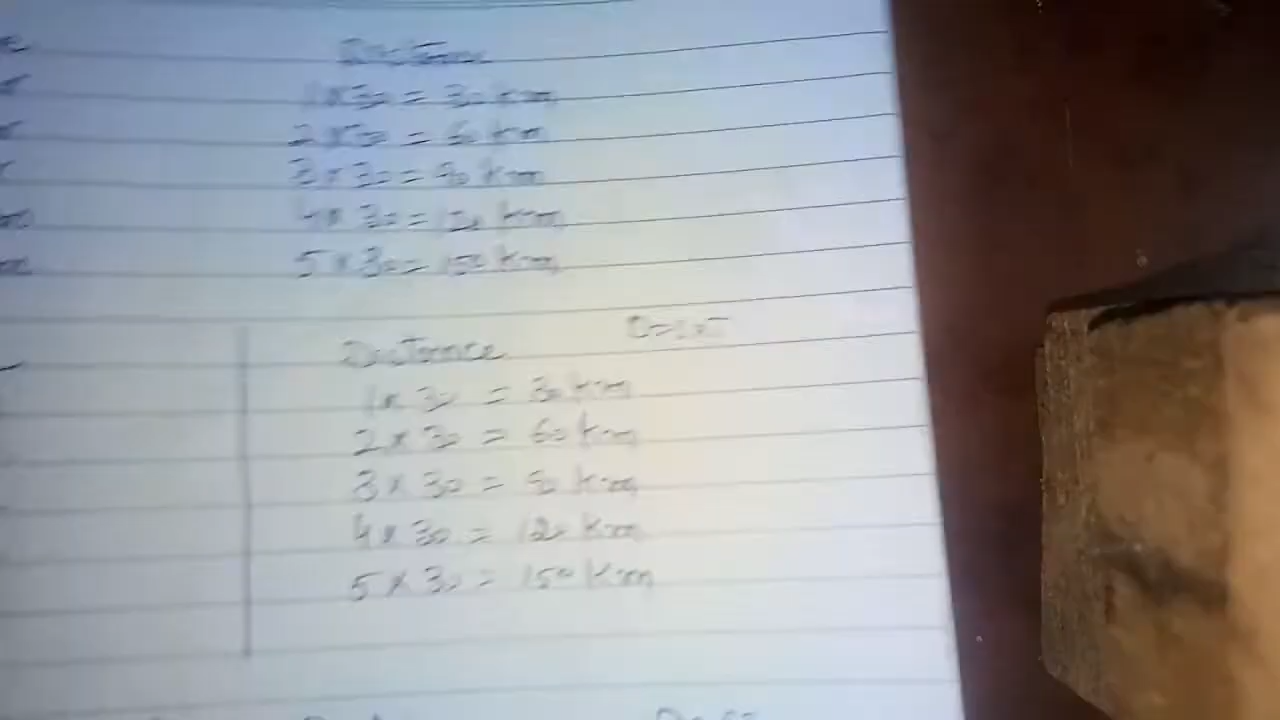 Distance
1 x 30 = 30 km
2 x 30 = 60 km
3 x 30 = 90 km
4 x 30 = 120 km
5 x 30 = 150 km
D=SxT
Distance
1 x 30 = 30 km
2 x 30 = 60 km
3 x 30 = 90 km
4 x 30 = 120 km
5 x 30 = 150 km